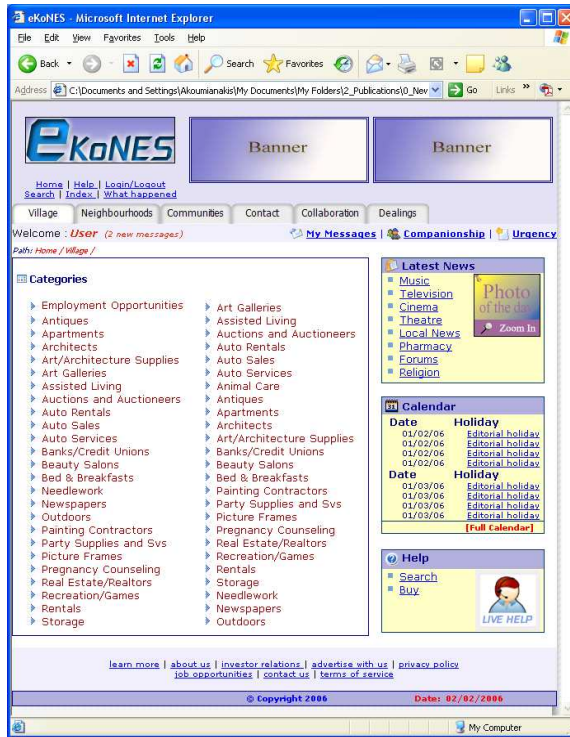 eKoNES - Microsoft Internet Explorer
File Edit View Favorites Tools Help
Back Search Favorites
Address C:\Documents and Settings\Akoumianakis\My Documents\My Folders\2_Publications\0_Nev Go Links »
eKoNES
Banner
Banner
Home | Help | Login/Logout
Search | Index | What happened
Village Neighbourhoods Communities Contact Collaboration Dealings
Welcome : User (2 new messages) My Messages | Companionship | Urgency
Path: Home / Village /
Categories
Employment Opportunities
Antiques
Apartments
Architects
Art/Architecture Supplies
Art Galleries
Assisted Living
Auctions and Auctioneers
Auto Rentals
Auto Sales
Auto Services
Banks/Credit Unions
Beauty Salons
Bed & Breakfasts
Needlework
Newspapers
Outdoors
Painting Contractors
Party Supplies and Svs
Picture Frames
Pregnancy Counseling
Real Estate/Realtors
Recreation/Games
Rentals
Storage
Art Galleries
Assisted Living
Auctions and Auctioneers
Auto Rentals
Auto Sales
Auto Services
Animal Care
Antiques
Apartments
Architects
Art/Architecture Supplies
Banks/Credit Unions
Beauty Salons
Bed & Breakfasts
Painting Contractors
Party Supplies and Svs
Picture Frames
Pregnancy Counseling
Real Estate/Realtors
Recreation/Games
Rentals
Storage
Needlework
Newspapers
Outdoors
Latest News
Music
Television
Cinema
Theatre
Local News
Pharmacy
Forums
Religion
Photo
of the day
Zoom In
Calendar
Date Holiday
01/02/06 Editorial holiday
01/02/06 Editorial holiday
01/02/06 Editorial holiday
01/02/06 Editorial holiday
Date Holiday
01/03/06 Editorial holiday
01/03/06 Editorial holiday
01/03/06 Editorial holiday
01/03/06 Editorial holiday
[Full Calendar]
Help
Search
Buy
LIVE HELP
learn more | about us | investor relations | advertise with us | privacy policy
job opportunities | contact us | terms of service
© Copyright 2006 Date: 02/02/2006
My Computer